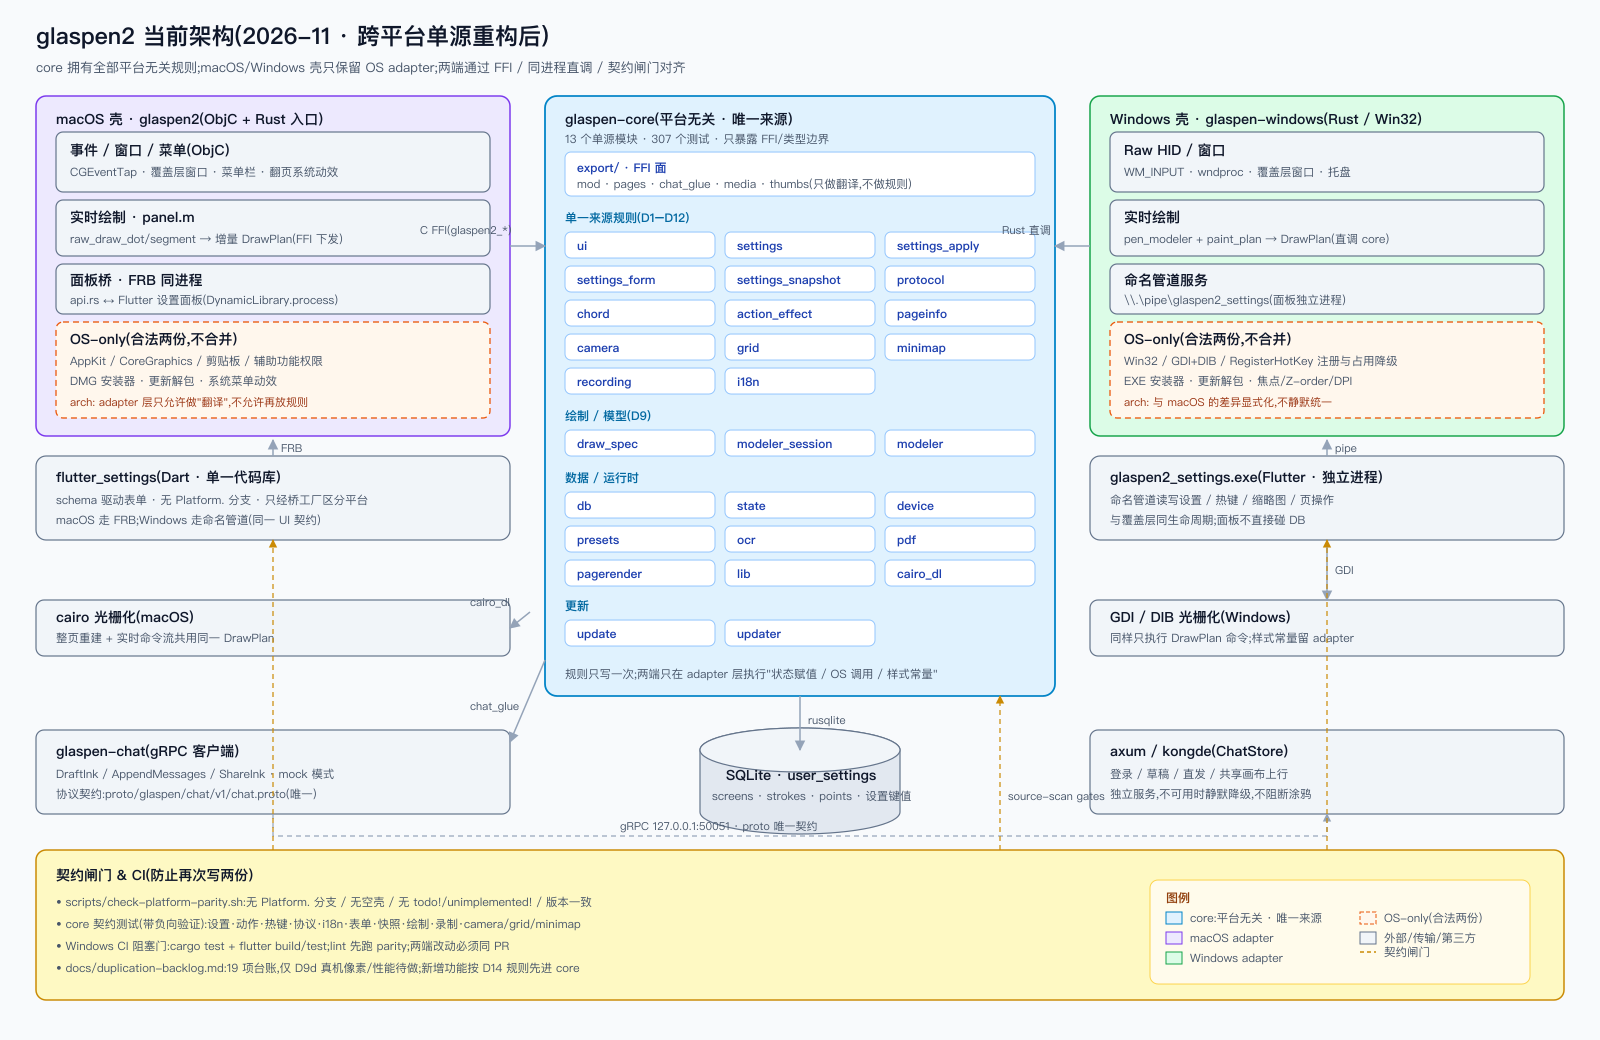 glaspen2 当前架构(2026-11 · 跨平台单源重构后)
core 拥有全部平台无关规则;macOS/Windows 壳只保留 OS adapter;两端通过 FFI / 同进程直调 / 契约闸门对齐
macOS 壳 · glaspen2(ObjC + Rust 入口)
事件 / 窗口 / 菜单(ObjC)
CGEventTap · 覆盖层窗口 · 菜单栏 · 翻页系统动效
实时绘制 · panel.m
raw_draw_dot/segment → 增量 DrawPlan(FFI 下发)
面板桥 · FRB 同进程
api.rs ↔ Flutter 设置面板(DynamicLibrary.process)
OS-only(合法两份,不合并)
AppKit / CoreGraphics / 剪贴板 / 辅助功能权限
DMG 安装器 · 更新解包 · 系统菜单动效
arch: adapter 层只允许做"翻译",不允许再放规则
C FFI(glaspen2_*)
FRB
flutter_settings(Dart · 单一代码库)
schema 驱动表单 · 无 Platform. 分支 · 只经桥工厂区分平台
macOS 走 FRB;Windows 走命名管道(同一 UI 契约)
cairo 光栅化(macOS)
整页重建 + 实时命令流共用同一 DrawPlan
cairo_dl
chat_glue
glaspen-chat(gRPC 客户端)
DraftInk / AppendMessages / ShareInk · mock 模式
协议契约:proto/glaspen/chat/v1/chat.proto(唯一)
glaspen-core(平台无关 · 唯一来源)
13 个单源模块 · 307 个测试 · 只暴露 FFI/类型边界
export/ · FFI 面
mod · pages · chat_glue · media · thumbs(只做翻译,不做规则)
单一来源规则(D1—D12)
ui
settings
settings_apply
settings_form
settings_snapshot
protocol
chord
action_effect
pageinfo
camera
grid
minimap
recording
i18n
绘制 / 模型(D9)
draw_spec
modeler_session
modeler
数据 / 运行时
db
state
device
presets
ocr
pdf
pagerender
lib
cairo_dl
更新
update
updater
规则只写一次;两端只在 adapter 层执行"状态赋值 / OS 调用 / 样式常量"
rusqlite
SQLite · user_settings
screens · strokes · points · 设置键值
gRPC 127.0.0.1:50051 · proto 唯一契约
source-scan gates
Rust 直调
Windows 壳 · glaspen-windows(Rust / Win32)
Raw HID / 窗口
WM_INPUT · wndproc · 覆盖层窗口 · 托盘
实时绘制
pen_modeler + paint_plan → DrawPlan(直调 core)
命名管道服务
\\.\pipe\glaspen2_settings(面板独立进程)
OS-only(合法两份,不合并)
Win32 / GDI+DIB / RegisterHotKey 注册与占用降级
EXE 安装器 · 更新解包 · 焦点/Z-order/DPI
arch: 与 macOS 的差异显式化,不静默统一
pipe
glaspen2_settings.exe(Flutter · 独立进程)
命名管道读写设置 / 热键 / 缩略图 / 页操作
与覆盖层同生命周期;面板不直接碰 DB
GDI
GDI / DIB 光栅化(Windows)
同样只执行 DrawPlan 命令;样式常量留 adapter
axum / kongde(ChatStore)
登录 / 草稿 / 直发 / 共享画布上行
独立服务,不可用时静默降级,不阻断涂鸦
契约闸门 & CI(防止再次写两份)
• scripts/check-platform-parity.sh:无 Platform. 分支 / 无空壳 / 无 todo!/unimplemented! / 版本一致
• core 契约测试(带负向验证):设置·动作·热键·协议·i18n·表单·快照·绘制·录制·camera/grid/minimap
• Windows CI 阻塞门:cargo test + flutter build/test;lint 先跑 parity;两端改动必须同 PR
• docs/duplication-backlog.md:19 项台账,仅 D9d 真机像素/性能待做;新增功能按 D14 规则先进 core
图例
core:平台无关 · 唯一来源
macOS adapter
Windows adapter
OS-only(合法两份)
外部/传输/第三方
契约闸门